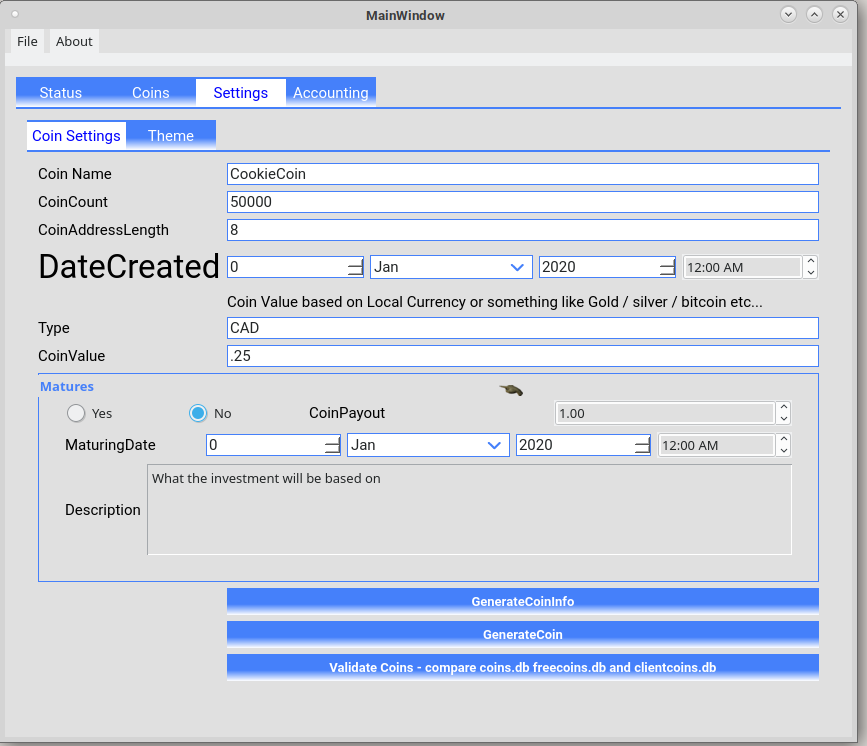 MainWindow
File About
Status Coins Settings Accounting
Coin Settings Theme
Coin Name CookieCoin
CoinCount 50000
CoinAddressLength 8
DateCreated 0 Jan 2020 12:00 AM
Coin Value based on Local Currency or something like Gold / silver / bitcoin etc...
Type CAD
CoinValue .25
Matures
Yes No CoinPayout 1.00
MaturingDate 0 Jan 2020 12:00 AM
What the investment will be based on
Description
GenerateCoinInfo
GenerateCoin
Validate Coins - compare coins.db freecoins.db and clientcoins.db